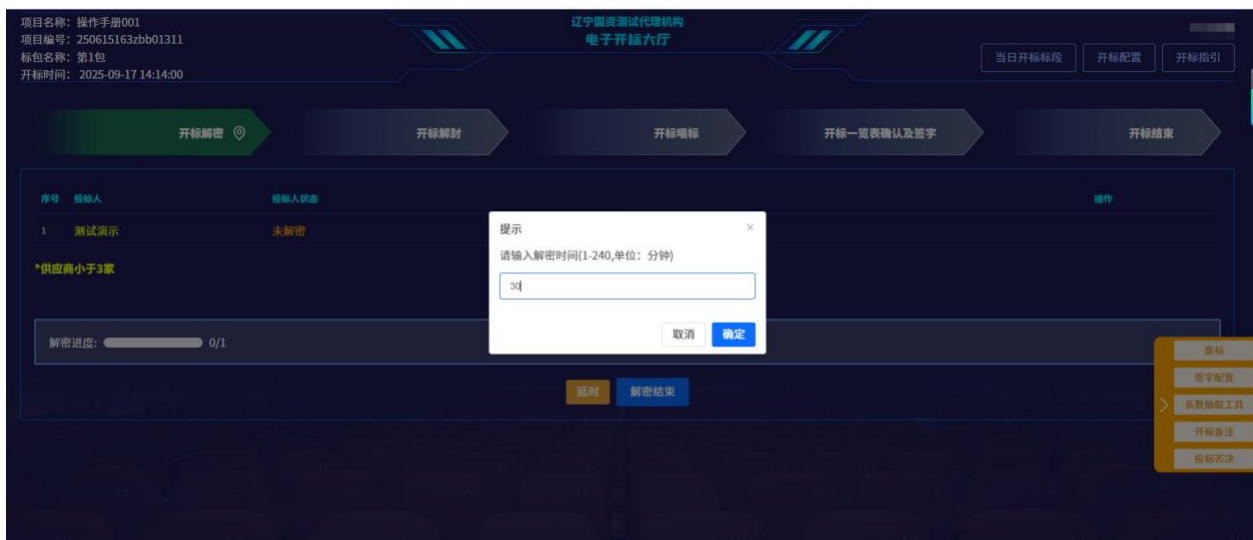 项目名称：操作手册001
项目编号：250615163zbb01311
标包名称：第1包
开标时间： 2025-09-17 14:14:00
辽宁国资测试代理机构
电子开标大厅
当日开标标段
开标配置
开标指引
开标解密
开标解封
开标唱标
开标一览表确认及签字
开标结束
序号 投标人 投标人状态 操作
1 测试演示 未解密
*供应商小于3家
提示
请输入解密时间(1-240,单位：分钟)
30
取消 确定
解密进度: 0/1
延时 解密结束
废标
签字配置
系数抽取工具
开标备注
投标否决